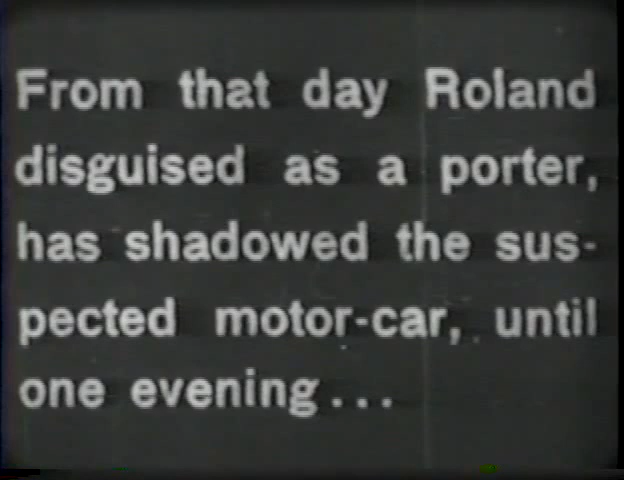 From that day Roland
disguised as a porter,
has shadowed the sus-
pected motor-car, until
one evening...